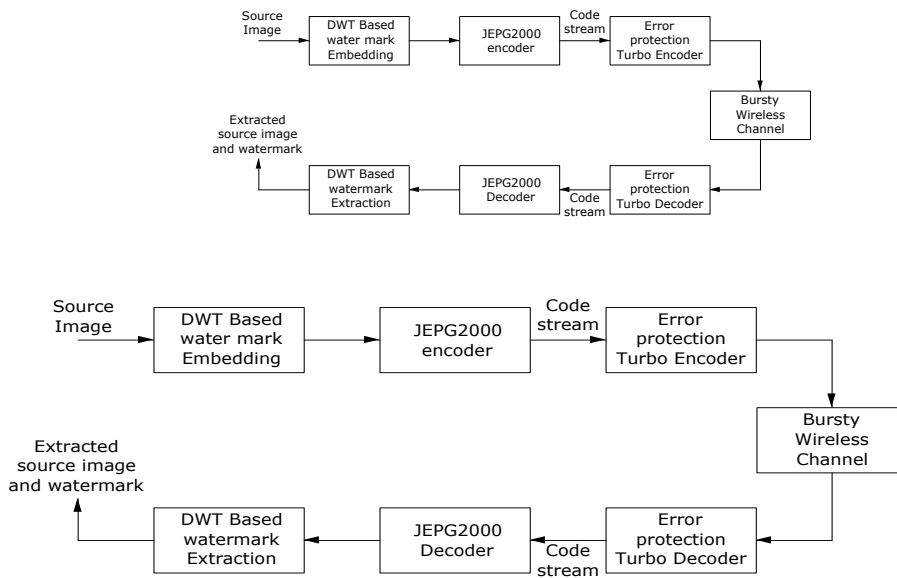 Source
Image
DWT Based
water mark
Embedding
JEPG2000
encoder
Code
stream
Error
protection
Turbo Encoder
Bursty
Wireless
Channel
Extracted
source image
and watermark
DWT Based
watermark
Extraction
JEPG2000
Decoder
Code
stream
Error
protection
Turbo Decoder
Source
Image
DWT Based
water mark
Embedding
JEPG2000
encoder
Code
stream
Error
protection
Turbo Encoder
Bursty
Wireless
Channel
Extracted
source image
and watermark
DWT Based
watermark
Extraction
JEPG2000
Decoder
Code
stream
Error
protection
Turbo Decoder